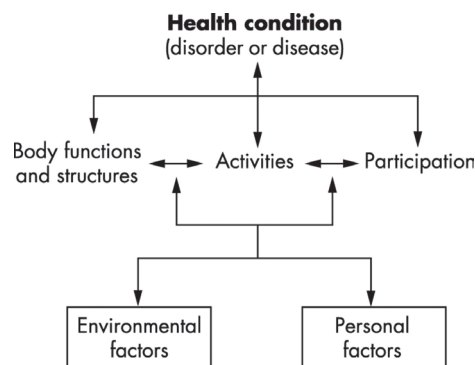 Health condition
(disorder or disease)
Body functions
and structures
Activities
Participation
Environmental
factors
Personal
factors